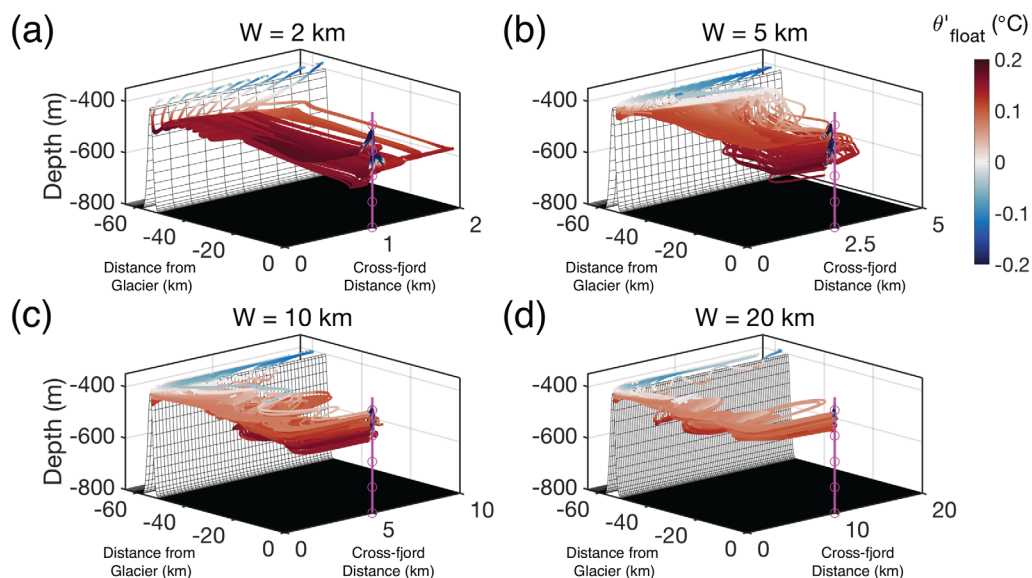 (a)
W = 2 km
(b)
W = 5 km
θ'float (°C)
Depth (m)
-400
-600
-800
-60
-40
-20
0
0
1
2
Distance from
Glacier (km)
Cross-fjord
Distance (km)
-400
-600
-800
-60
-40
-20
0
0
2.5
5
Distance from
Glacier (km)
Cross-fjord
Distance (km)
0.2
0.1
0
-0.1
-0.2
(c)
W = 10 km
(d)
W = 20 km
Depth (m)
-400
-600
-800
-60
-40
-20
0
0
5
10
Distance from
Glacier (km)
Cross-fjord
Distance (km)
-400
-600
-800
-60
-40
-20
0
0
10
20
Distance from
Glacier (km)
Cross-fjord
Distance (km)